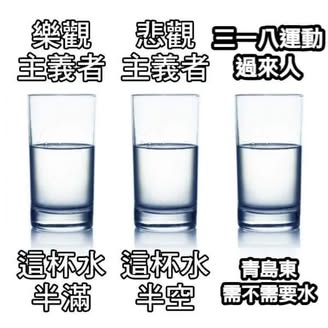 樂觀
主義者
悲觀
主義者
三一八運動
過來人
這杯水
半滿
這杯水
半空
青島東
需不需要水